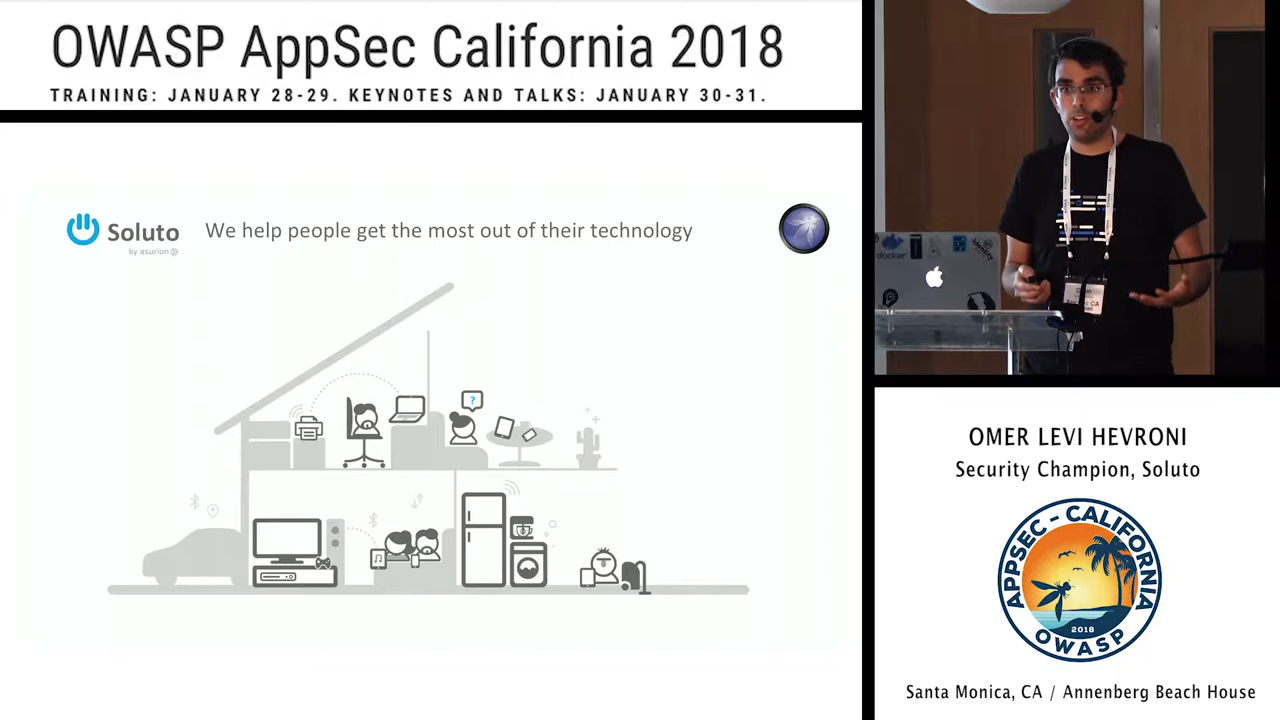 OWASP AppSec California 2018
TRAINING: JANUARY 28-29. KEYNOTES AND TALKS: JANUARY 30-31.
Soluto
by asurion
We help people get the most out of their technology
?
docker
identity
OMER LEVI HEVRONI
Security Champion, Soluto
APPSEC - CALIFORNIA
2018
OWASP
Santa Monica, CA / Annenberg Beach House